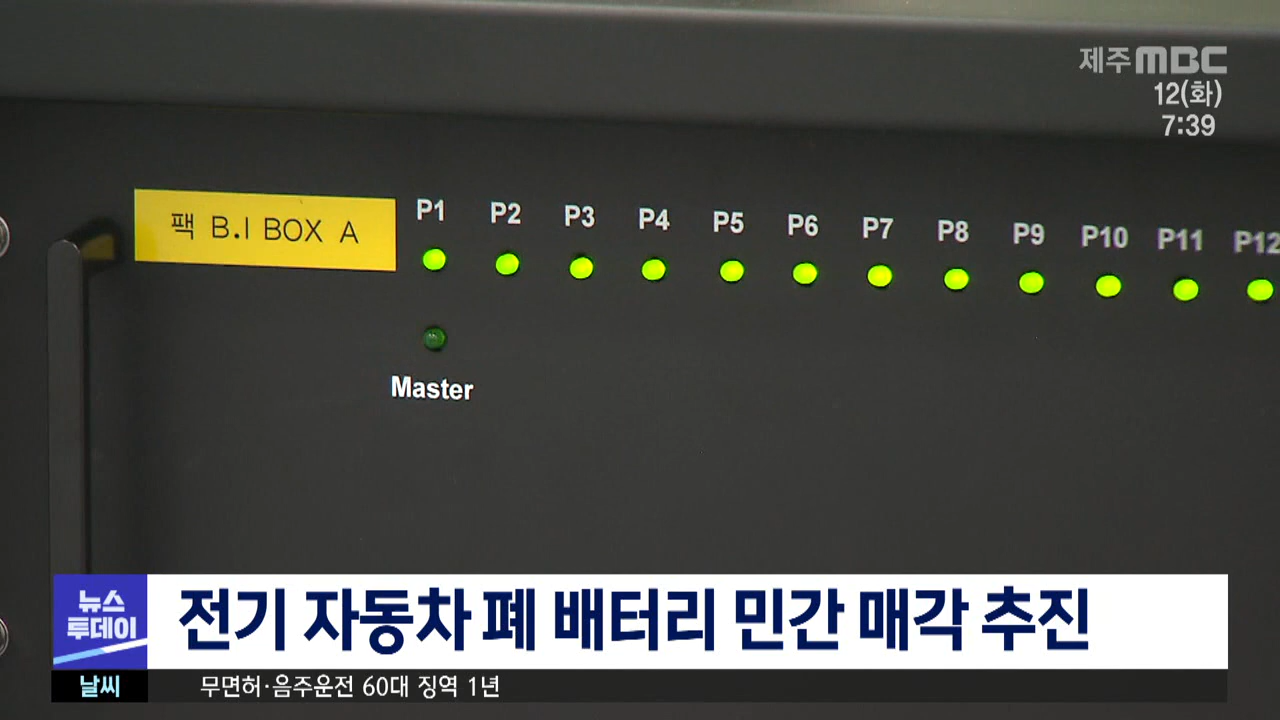 제주MBC
12(화)
7:39
팩 B.I BOX A
P1 P2 P3 P4 P5 P6 P7 P8 P9 P10 P11 P12
Master
뉴스
투데이
전기 자동차 폐 배터리 민간 매각 추진
날씨
무면허·음주운전 60대 징역 1년